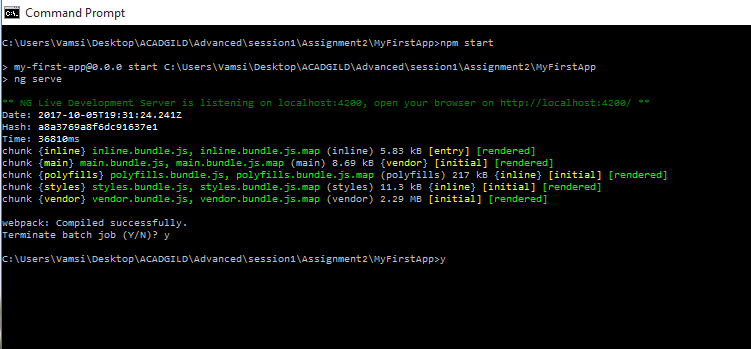 Command Prompt
C:\Users\Vamsi\Desktop\ACADGILD\Advanced\session1\Assignment2\MyFirstApp>npm start
> my-first-app@0.0.0 start C:\Users\Vamsi\Desktop\ACADGILD\Advanced\session1\Assignment2\MyFirstApp
> ng serve
** NG Live Development Server is listening on localhost:4200, open your browser on http://localhost:4200/ **
Date: 2017-10-05T19:31:24.241Z
Hash: a8a3769a8f6dc91637e1
Time: 36810ms
chunk {inline} inline.bundle.js, inline.bundle.js.map (inline) 5.83 kB [entry] [rendered]
chunk {main} main.bundle.js, main.bundle.js.map (main) 8.69 kB {vendor} [initial] [rendered]
chunk {polyfills} polyfills.bundle.js, polyfills.bundle.js.map (polyfills) 217 kB {inline} [initial] [rendered]
chunk {styles} styles.bundle.js, styles.bundle.js.map (styles) 11.3 kB {inline} [initial] [rendered]
chunk {vendor} vendor.bundle.js, vendor.bundle.js.map (vendor) 2.29 MB [initial] [rendered]
webpack: Compiled successfully.
Terminate batch job (Y/N)? y
C:\Users\Vamsi\Desktop\ACADGILD\Advanced\session1\Assignment2\MyFirstApp>y